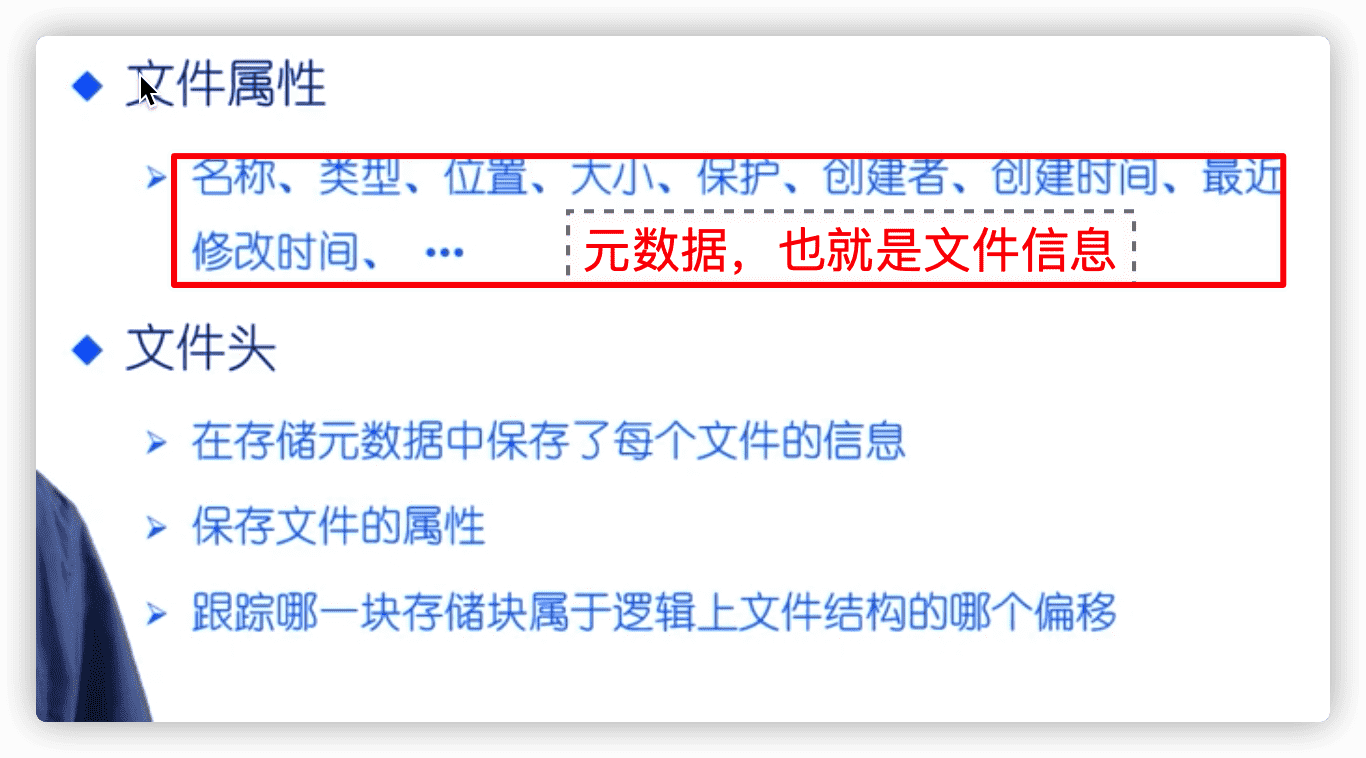 文件属性
名称、类型、位置、大小、保护、创建者、创建时间、最近
修改时间、 ••• 元数据，也就是文件信息
文件头
在存储元数据中保存了每个文件的信息
保存文件的属性
跟踪哪一块存储块属于逻辑上文件结构的哪个偏移